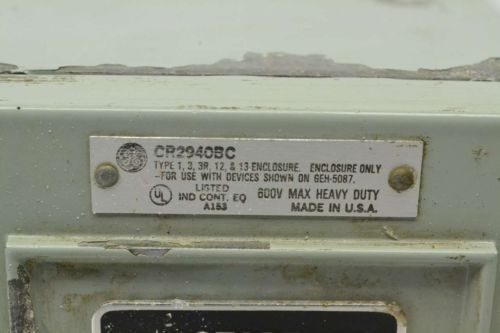 CR2940BC
TYPE 1, 3, 3R, 12, & 13 ENCLOSURE. ENCLOSURE ONLY
-FOR USE WITH DEVICES SHOWN ON GEH-5087.
UL LISTED
IND CONT. EQ
A153
600V MAX HEAVY DUTY
MADE IN U.S.A.